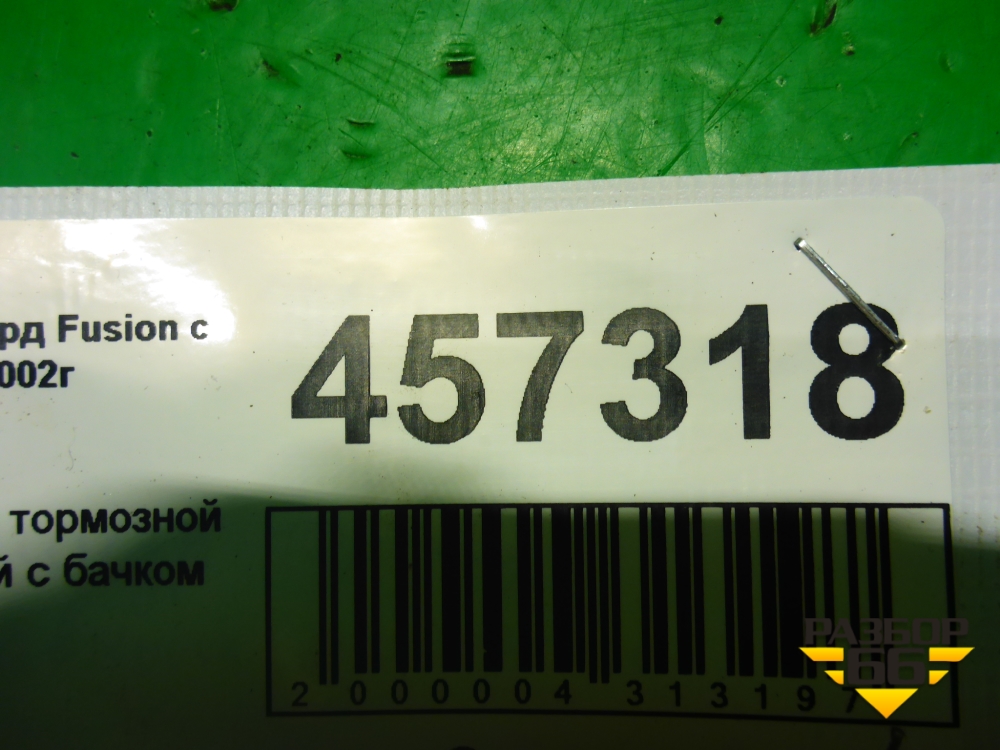 рд Fusion с
002г
457318
тормозной
й с бачком
2 000004 313197
РАЗБОР
66